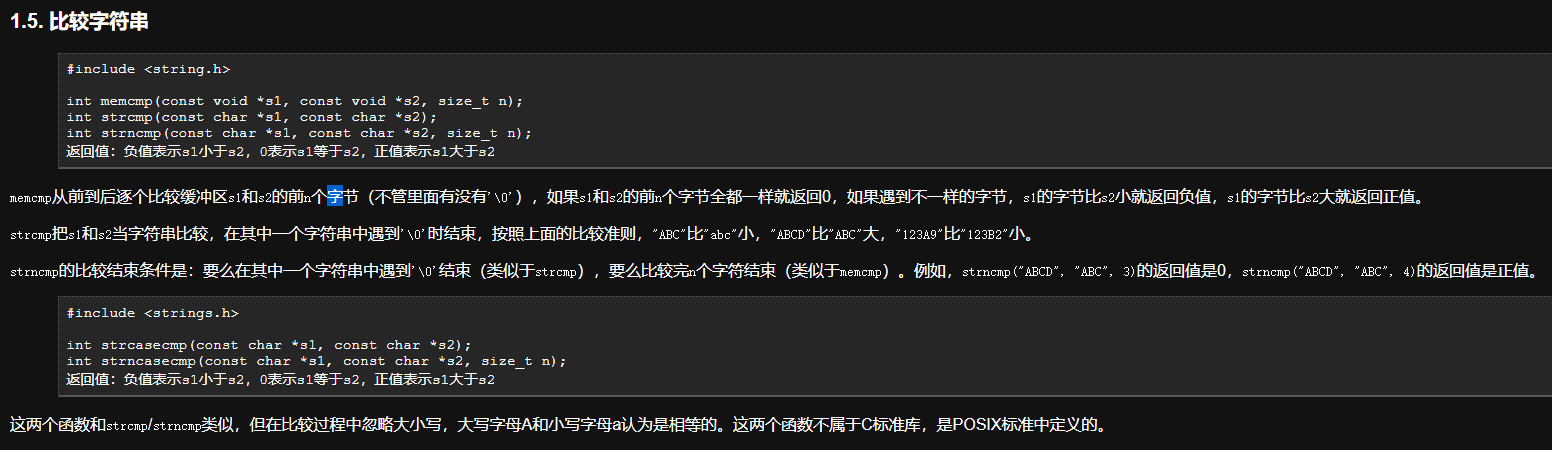 1.5. 比较字符串
#include <string.h>
int memcmp(const void *s1, const void *s2, size_t n);
int strcmp(const char *s1, const char *s2);
int strncmp(const char *s1, const char *s2, size_t n);
返回值：负值表示s1小于s2，0表示s1等于s2，正值表示s1大于s2
memcmp从前到后逐个比较缓冲区s1和s2的前n个字节（不管里面有没有'\0'），如果s1和s2的前n个字节全都一样就返回0，如果遇到不一样的字节，s1的字节比s2小就返回负值，s1的字节比s2大就返回正值。
strcmp把s1和s2当字符串比较，在其中一个字符串中遇到'\0'时结束，按照上面的比较准则，"ABC"比"abc"小，"ABCD"比"ABC"大，"123A9"比"123B2"小。
strncmp的比较结束条件是：要么在其中一个字符串中遇到'\0'结束（类似于strcmp），要么比较完n个字符结束（类似于memcmp）。例如，strncmp("ABCD", "ABC", 3)的返回值是0，strncmp("ABCD", "ABC", 4)的返回值是正值。
#include <strings.h>
int strcasecmp(const char *s1, const char *s2);
int strncasecmp(const char *s1, const char *s2, size_t n);
返回值：负值表示s1小于s2，0表示s1等于s2，正值表示s1大于s2
这两个函数和strcmp/strncmp类似，但在比较过程中忽略大小写，大写字母A和小写字母a认为是相等的。这两个函数不属于C标准库，是POSIX标准中定义的。